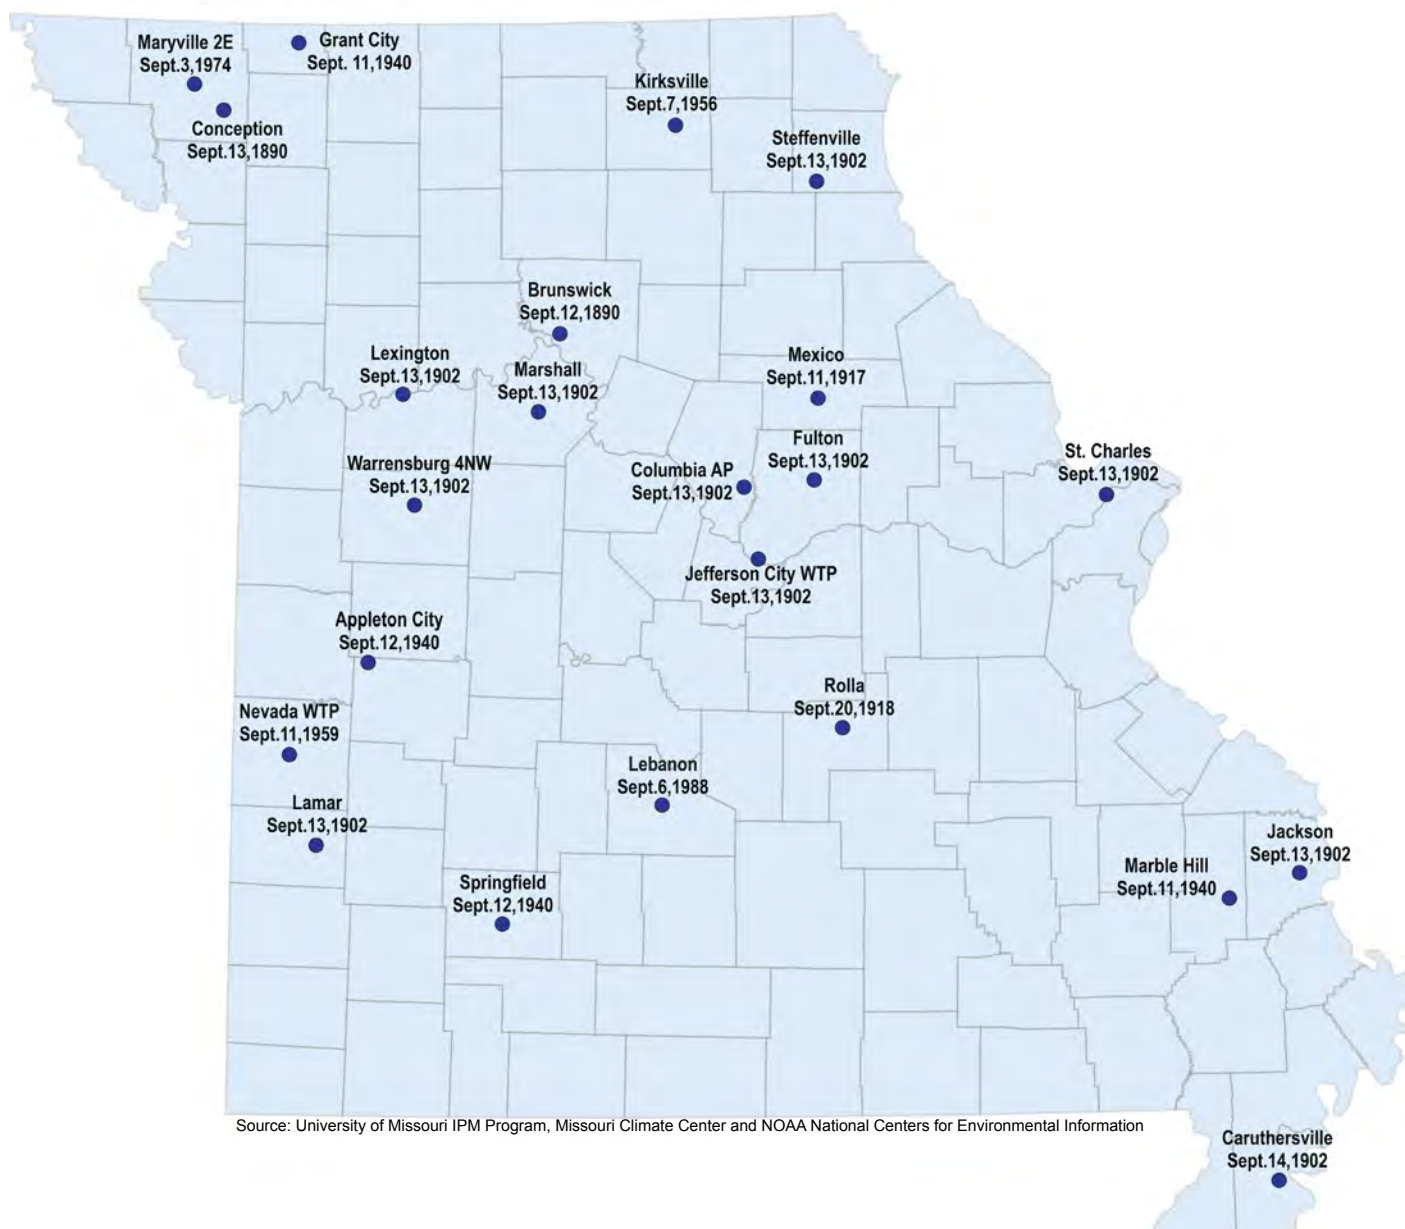 Maryville 2E
Sept.3,1974
Grant City
Sept. 11,1940
Conception
Sept.13,1890
Kirksville
Sept.7,1956
Steffenville
Sept.13,1902
Brunswick
Sept.12,1890
Lexington
Sept.13,1902
Marshall
Sept.13,1902
Mexico
Sept.11,1917
Warrensburg 4NW
Sept.13,1902
Columbia AP
Sept.13,1902
Fulton
Sept.13,1902
St. Charles
Sept.13,1902
Jefferson City WTP
Sept.13,1902
Appleton City
Sept.12,1940
Rolla
Sept.20,1918
Nevada WTP
Sept.11,1959
Lebanon
Sept.6,1988
Lamar
Sept.13,1902
Springfield
Sept.12,1940
Marble Hill
Sept.11,1940
Jackson
Sept.13,1902
Source: University of Missouri IPM Program, Missouri Climate Center and NOAA National Centers for Environmental Information
Caruthersville
Sept.14,1902